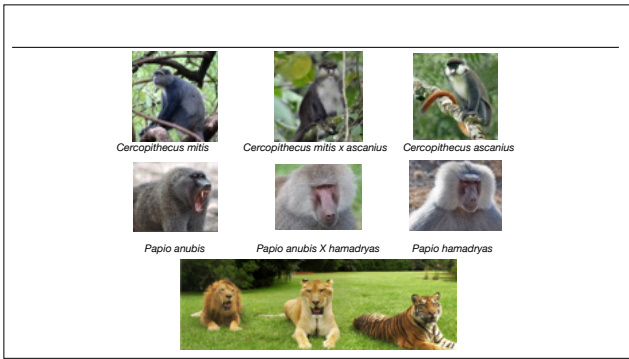 Cercopithecus mitis
Cercopithecus mitis x ascanius
Cercopithecus ascanius
Papio anubis
Papio anubis X hamadryas
Papio hamadryas